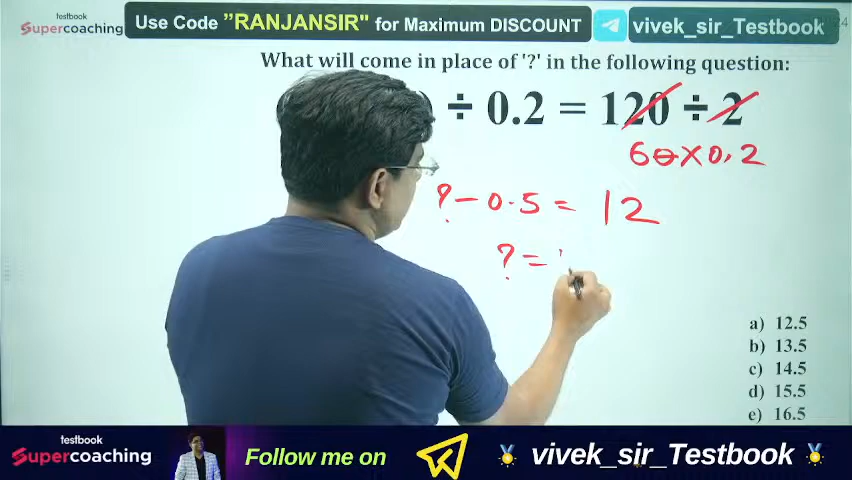 testbook
Supercoaching
Use Code "RANJANSIR" for Maximum DISCOUNT
vivek_sir_Testbook
What will come in place of '?' in the following question:
÷ 0.2 = 120 ÷ 2
60×0.2
? - 0.5 = 12
? =
a) 12.5
b) 13.5
c) 14.5
d) 15.5
e) 16.5
testbook
Supercoaching
Follow me on
vivek_sir_Testbook